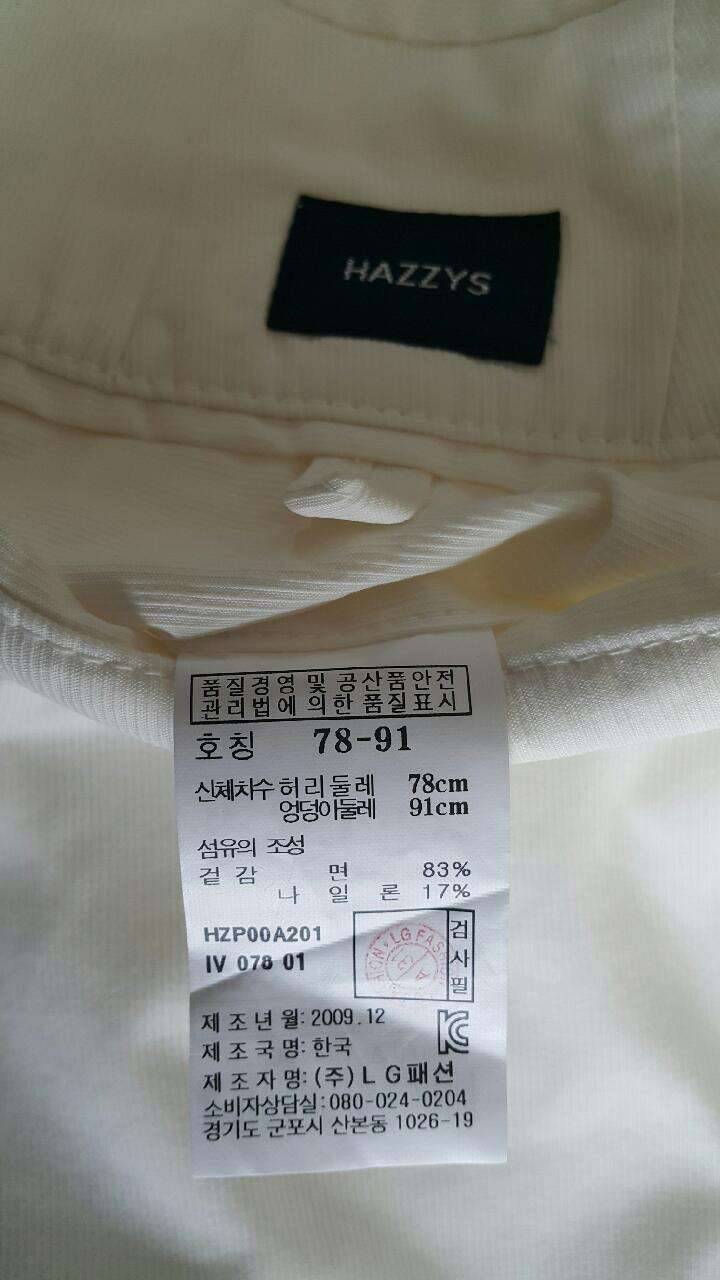 HAZZYS
품질경영 및 공산품안전
관리법에 의한 품질표시
호칭 78-91
신체치수 허리둘레 78cm
엉덩이둘레 91cm
섬유의 조성
겉감 면 83%
나일론 17%
HZP00A201
IV 078 01
LG FASHION
검사필
제조년월: 2009.12
제조국명: 한국
제조자명: (주)LG패션
소비자상담실: 080-024-0204
경기도 군포시 산본동 1026-19